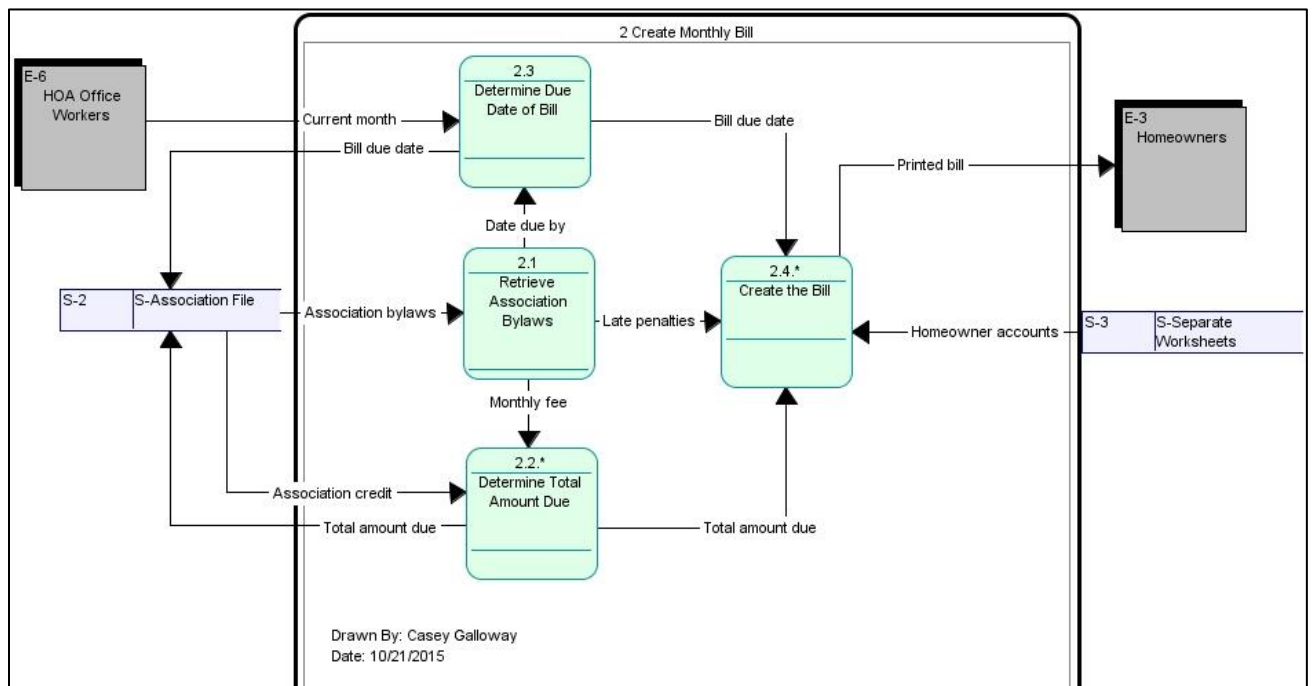 2 Create Monthly Bill
E-6
HOA Office
Workers
2.3
Determine Due
Date of Bill
Current month
Bill due date
Bill due date
E-3
Homeowners
Printed bill
Date due by
2.1
Retrieve
Association
Bylaws
2.4.*
Create the Bill
S-2
S-Association File
Association bylaws
Late penalties
Homeowner accounts
S-3
S-Separate
Worksheets
Monthly fee
2.2.*
Determine Total
Amount Due
Association credit
Total amount due
Total amount due
Drawn By: Casey Galloway
Date: 10/21/2015